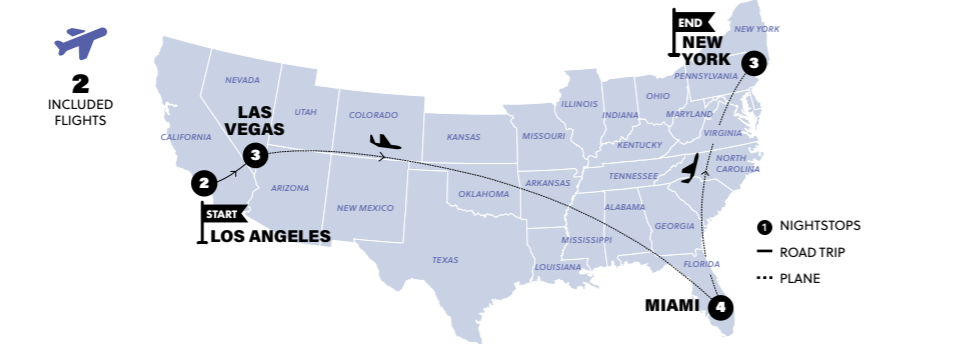 2
INCLUDED
FLIGHTS
END
NEW
YORK
3
NEW YORK
PENNSYLVANIA
NEVADA
UTAH
COLORADO
LAS
VEGAS
3
CALIFORNIA
2
START
LOS ANGELES
ARIZONA
NEW MEXICO
KANSAS
MISSOURI
ILLINOIS
INDIANA
OHIO
MARYLAND
VIRGINIA
KENTUCKY
NORTH
CAROLINA
TENNESSEE
OKLAHOMA
ARKANSAS
ALABAMA
GEORGIA
MISSISSIPPI
TEXAS
LOUISIANA
FLORIDA
MIAMI
4
1 NIGHTSTOPS
ROAD TRIP
PLANE